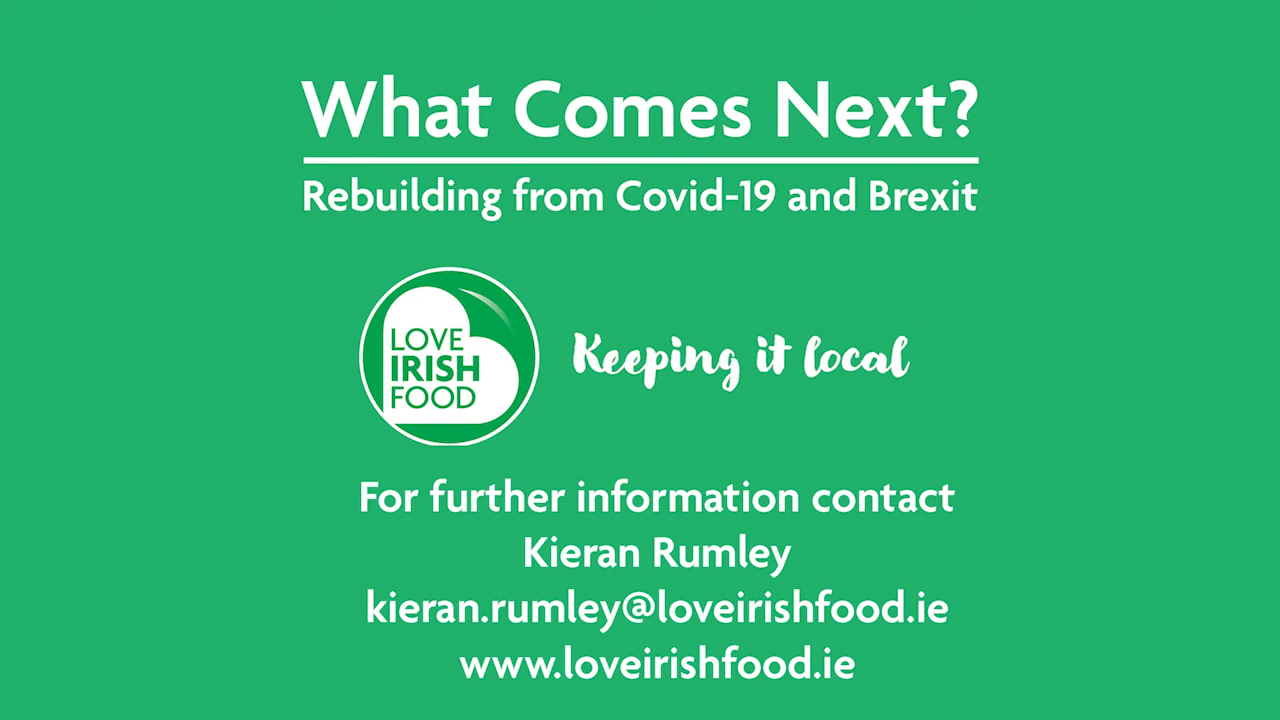 What Comes Next?
Rebuilding from Covid-19 and Brexit
LOVE
IRISH
FOOD
Keeping it local
For further information contact
Kieran Rumley
kieran.rumley@loveirishfood.ie
www.loveirishfood.ie